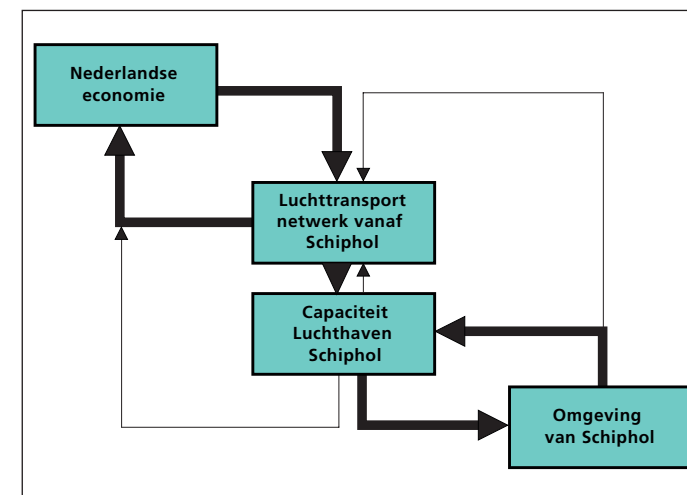 Nederlandse
economie
Luchttransport
netwerk vanaf
Schiphol
Capaciteit
Luchthaven
Schiphol
Omgeving
van Schiphol